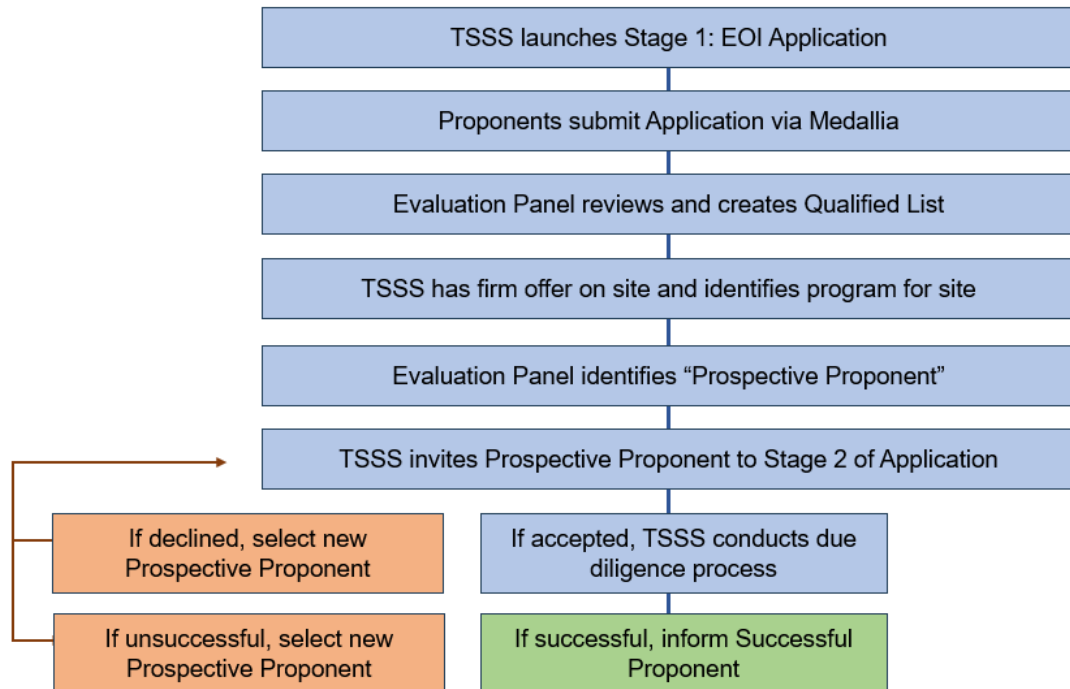 TSSS launches Stage 1: EOI Application
Proponents submit Application via Medallia
Evaluation Panel reviews and creates Qualified List
TSSS has firm offer on site and identifies program for site
Evaluation Panel identifies “Prospective Proponent”
TSSS invites Prospective Proponent to Stage 2 of Application
If declined, select new
Prospective Proponent
If accepted, TSSS conducts due
diligence process
If unsuccessful, select new
Prospective Proponent
If successful, inform Successful
Proponent